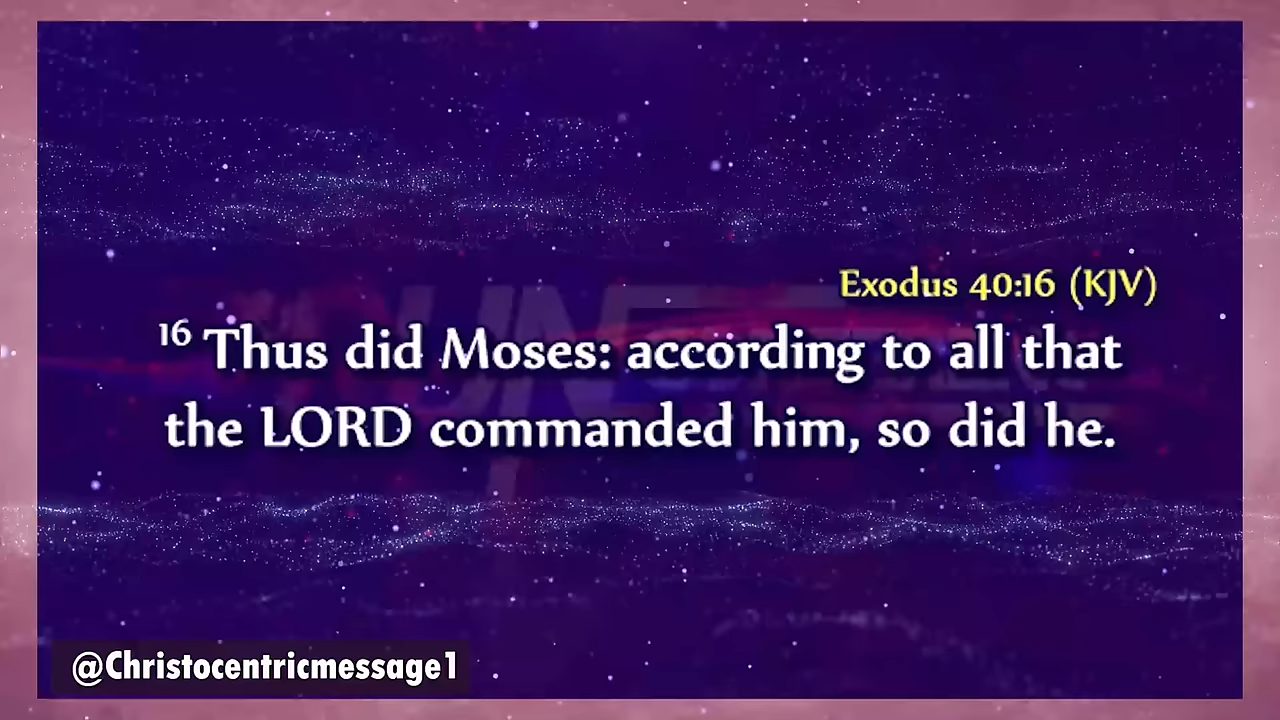 Exodus 40:16 (KJV)
16 Thus did Moses: according to all that
the LORD commanded him, so did he.
@Christocentricmessage1